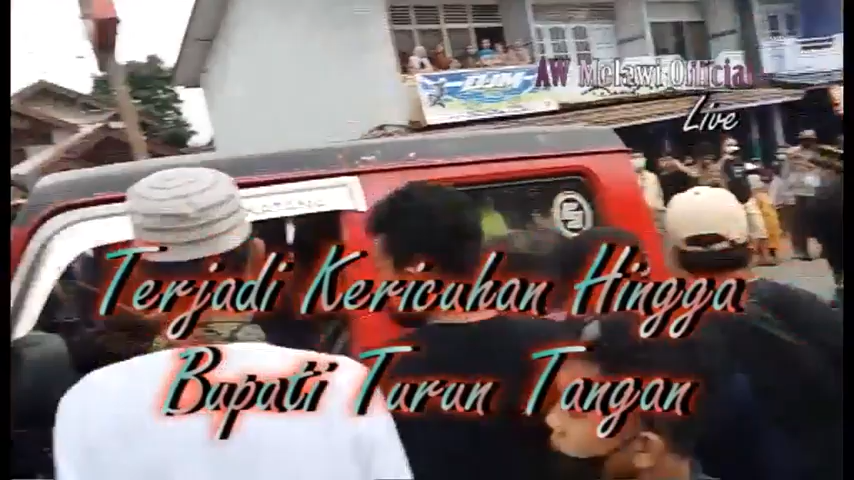 DJM
AW Melawi Official
Live
Terjadi Kericuhan Hingga
Bupati Turun Tangan